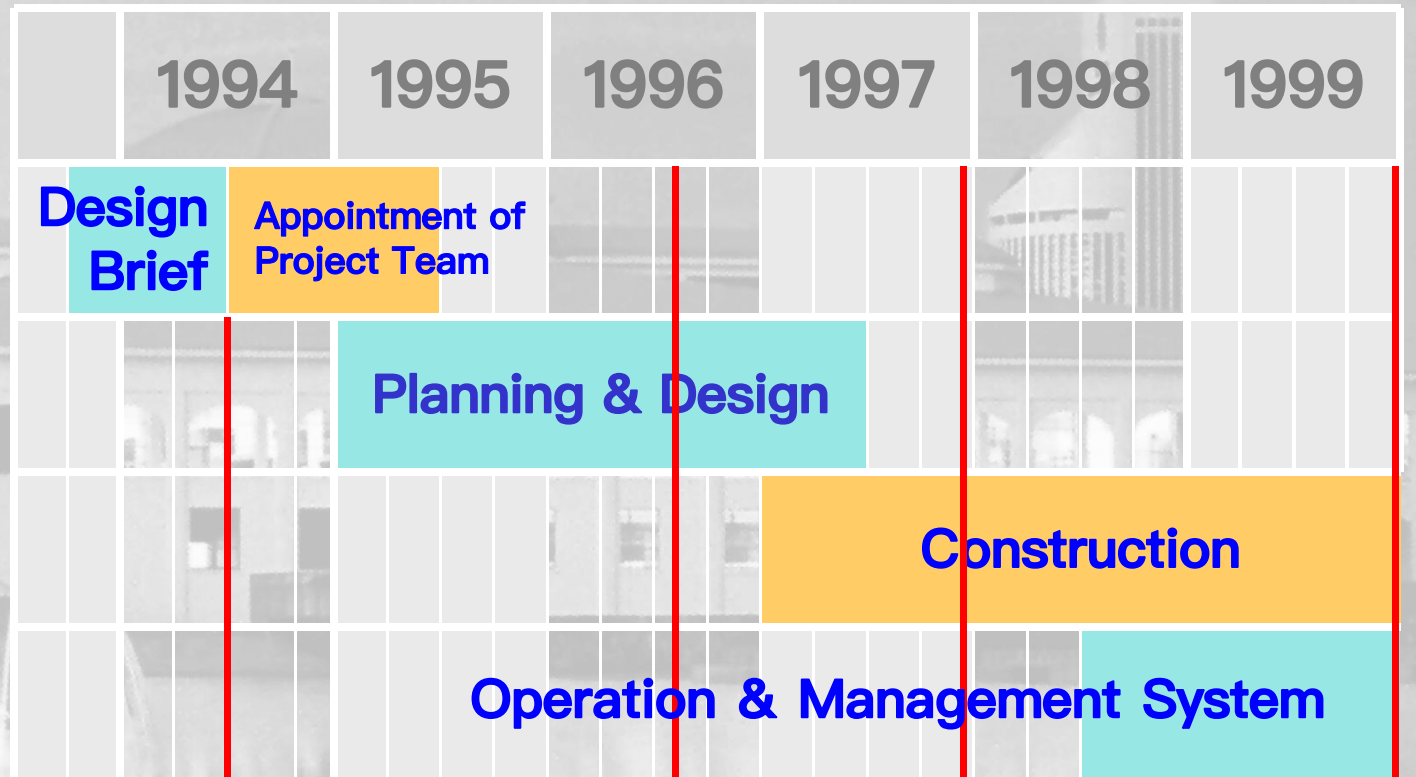 1994 1995 1996 1997 1998 1999
Design
Brief
Appointment of
Project Team
Planning & Design
Construction
Operation & Management System